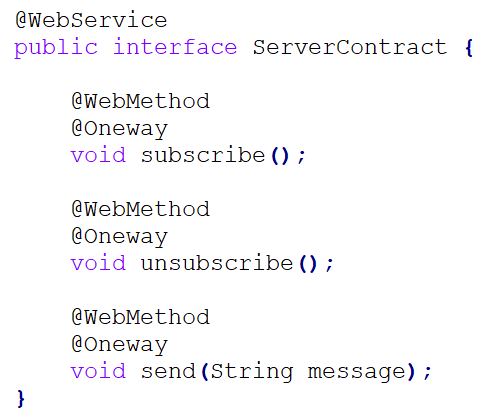 @WebService
public interface ServerContract {
@WebMethod
@Oneway
void subscribe();
@WebMethod
@Oneway
void unsubscribe();
@WebMethod
@Oneway
void send(String message);
}